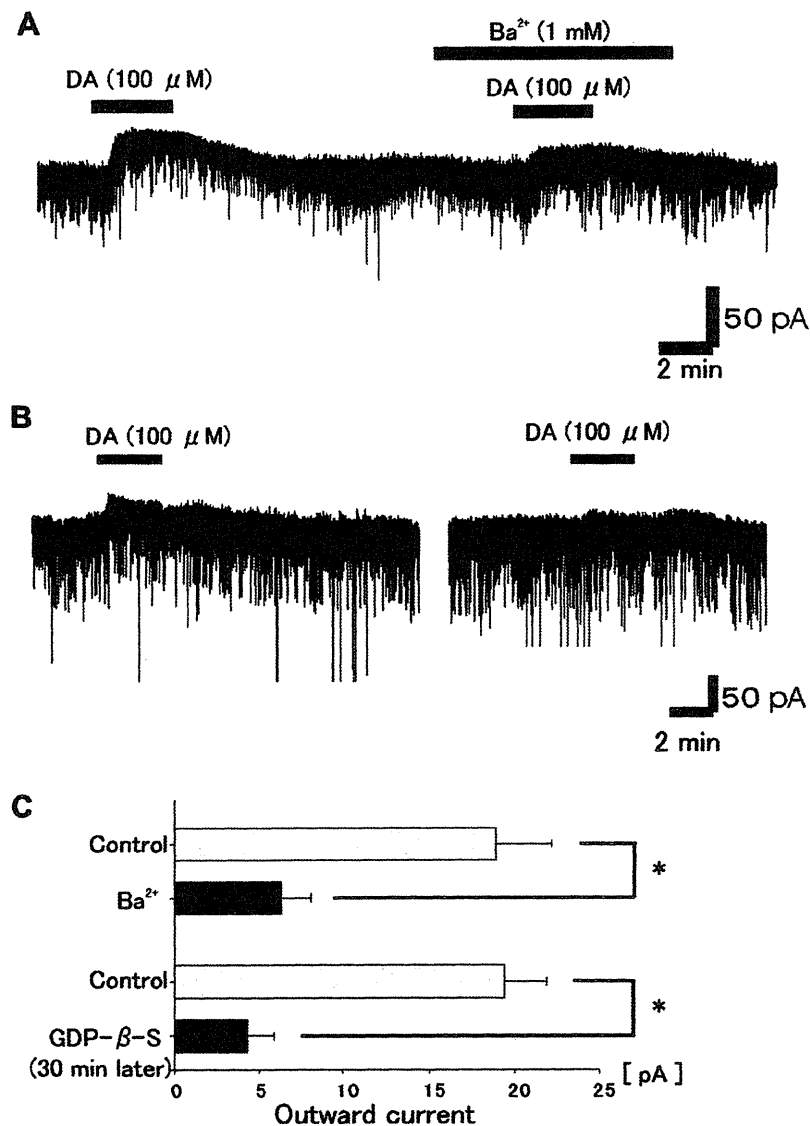 A
Ba²⁺ (1 mM)
DA (100 μM)
DA (100 μM)
50 pA
2 min
B
DA (100 μM)
DA (100 μM)
50 pA
2 min
C
Control
*
Ba²⁺
Control
*
GDP-β-S
(30 min later)
0 5 10 15 20 25 [ pA ]
Outward current